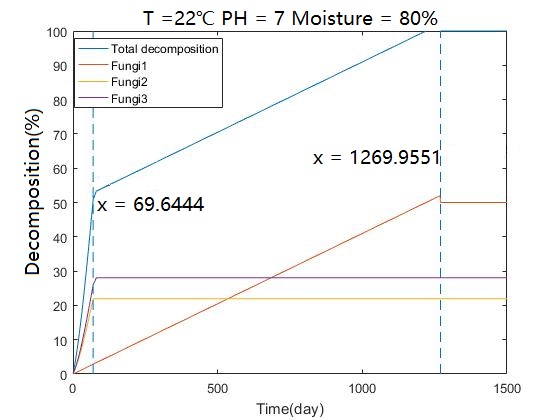 T =22℃ PH = 7 Moisture = 80%
100
90
80
70
60
50
40
30
20
10
0
Decomposition(%)
Total decomposition
Fungi1
Fungi2
Fungi3
x = 1269.9551
x = 69.6444
0
500
1000
1500
Time(day)